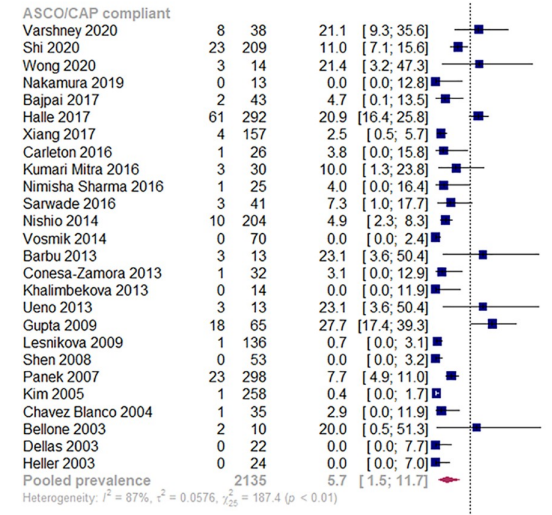 ASCO/CAP compliant
Varshney 2020 8 38 21.1 [ 9.3; 35.6]
Shi 2020 23 209 11.0 [ 7.1; 15.6]
Wong 2020 3 14 21.4 [ 3.2; 47.3]
Nakamura 2019 0 13 0.0 [ 0.0; 12.8]
Bajpai 2017 2 43 4.7 [ 0.1; 13.5]
Halle 2017 61 292 20.9 [16.4; 25.8]
Xiang 2017 4 157 2.5 [ 0.5; 5.7]
Carleton 2016 1 26 3.8 [ 0.0; 15.8]
Kumari Mitra 2016 3 30 10.0 [ 1.3; 23.8]
Nimisha Sharma 2016 1 25 4.0 [ 0.0; 16.4]
Sarwade 2016 3 41 7.3 [ 1.0; 17.7]
Nishio 2014 10 204 4.9 [ 2.3; 8.3]
Vosmik 2014 0 70 0.0 [ 0.0; 2.4]
Barbu 2013 3 13 23.1 [ 3.6; 50.4]
Conesa-Zamora 2013 1 32 3.1 [ 0.0; 12.9]
Khalimbekova 2013 0 14 0.0 [ 0.0; 11.9]
Ueno 2013 3 13 23.1 [ 3.6; 50.4]
Gupta 2009 18 65 27.7 [17.4; 39.3]
Lesnikova 2009 1 136 0.7 [ 0.0; 3.1]
Shen 2008 0 53 0.0 [ 0.0; 3.2]
Panek 2007 23 298 7.7 [ 4.9; 11.0]
Kim 2005 1 258 0.4 [ 0.0; 1.7]
Chavez Blanco 2004 1 35 2.9 [ 0.0; 11.9]
Bellone 2003 2 10 20.0 [ 0.5; 51.3]
Dellas 2003 0 22 0.0 [ 0.0; 7.7]
Heller 2003 0 24 0.0 [ 0.0; 7.0]
Pooled prevalence 2135 5.7 [ 1.5; 11.7]
Heterogeneity: I² = 87%, τ² = 0.0576, χ²₂₅ = 187.4 (p < 0.01)